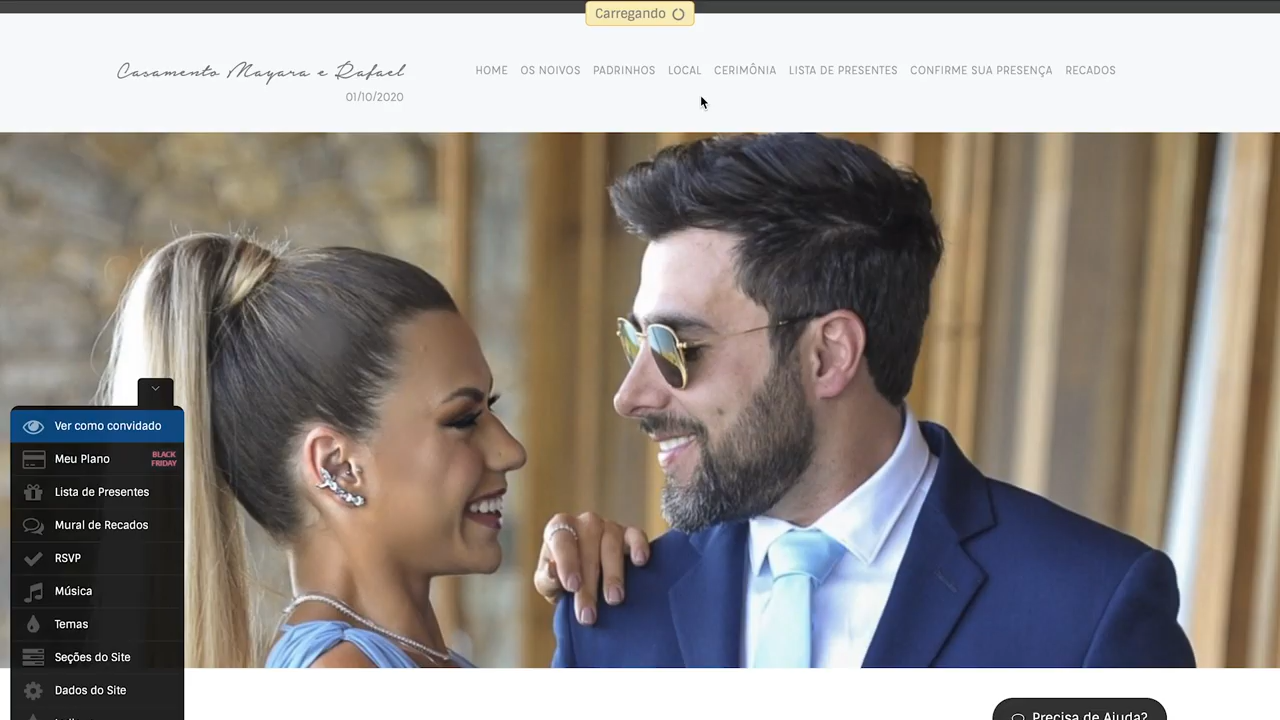 Carregando
Casamento Mayara e Rafael
01/10/2020
HOME OS NOIVOS PADRINHOS LOCAL CERIMÔNIA LISTA DE PRESENTES CONFIRME SUA PRESENÇA RECADOS
Ver como convidado
Meu Plano BLACK FRIDAY
Lista de Presentes
Mural de Recados
RSVP
Música
Temas
Seções do Site
Dados do Site
Precisa de Ajuda?